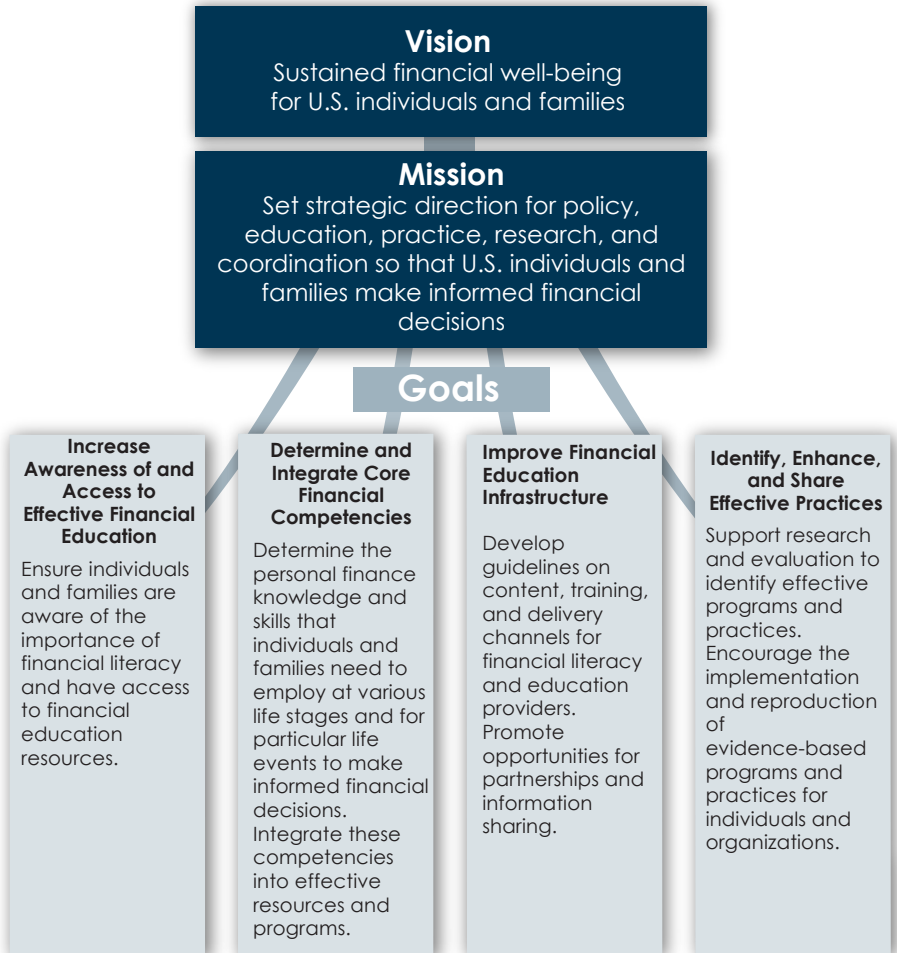 Vision
Sustained financial well-being
for U.S. individuals and families
Mission
Set strategic direction for policy,
education, practice, research, and
coordination so that U.S. individuals and
families make informed financial
decisions
Goals
Increase
Awareness of and
Access to
Effective Financial
Education
Ensure individuals
and families are
aware of the
importance of
financial literacy
and have access
to financial
education
resources.
Determine and
Integrate Core
Financial
Competencies
Determine the
personal finance
knowledge and
skills that
individuals and
families need to
employ at various
life stages and for
particular life
events to make
informed financial
decisions.
Integrate these
competencies
into effective
resources and
programs.
Improve Financial
Education
Infrastructure
Develop
guidelines on
content, training,
and delivery
channels for
financial literacy
and education
providers.
Promote
opportunities for
partnerships and
information
sharing.
Identify, Enhance,
and Share
Effective Practices
Support research
and evaluation to
identify effective
programs and
practices.
Encourage the
implementation
and reproduction
of
evidence-based
programs and
practices for
individuals and
organizations.